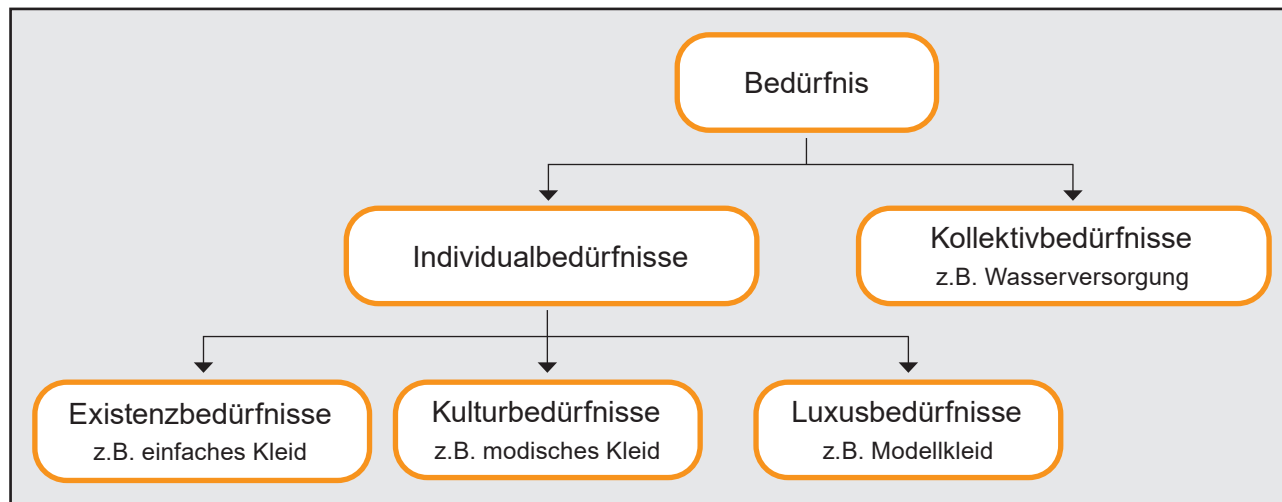 Bedürfnis
Individualbedürfnisse
Kollektivbedürfnisse
z.B. Wasserversorgung
Existenzbedürfnisse
z.B. einfaches Kleid
Kulturbedürfnisse
z.B. modisches Kleid
Luxusbedürfnisse
z.B. Modellkleid